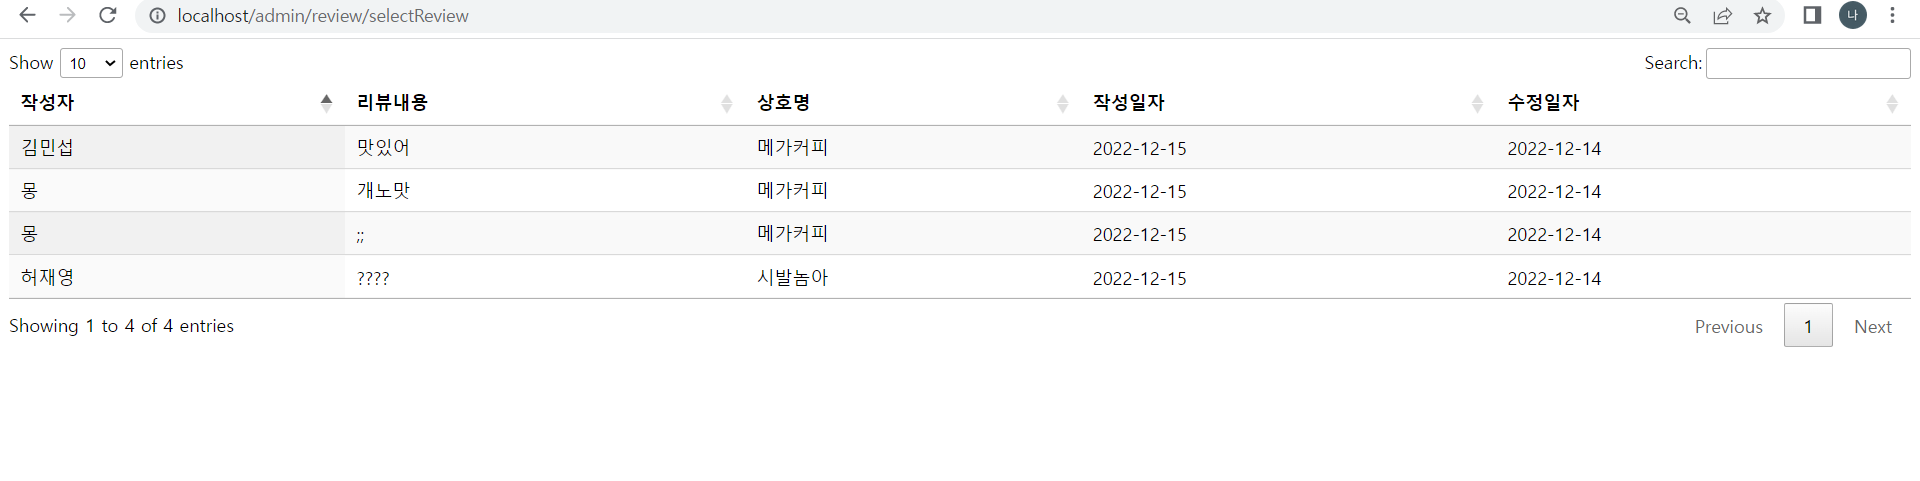 localhost/admin/review/selectReview
나
Show 10 entries Search:
작성자 리뷰내용 상호명 작성일자 수정일자
김민섭 맛있어 메가커피 2022-12-15 2022-12-14
몽 개노맛 메가커피 2022-12-15 2022-12-14
몽 ;; 메가커피 2022-12-15 2022-12-14
허재영 ???? 시발놈아 2022-12-15 2022-12-14
Showing 1 to 4 of 4 entries Previous 1 Next